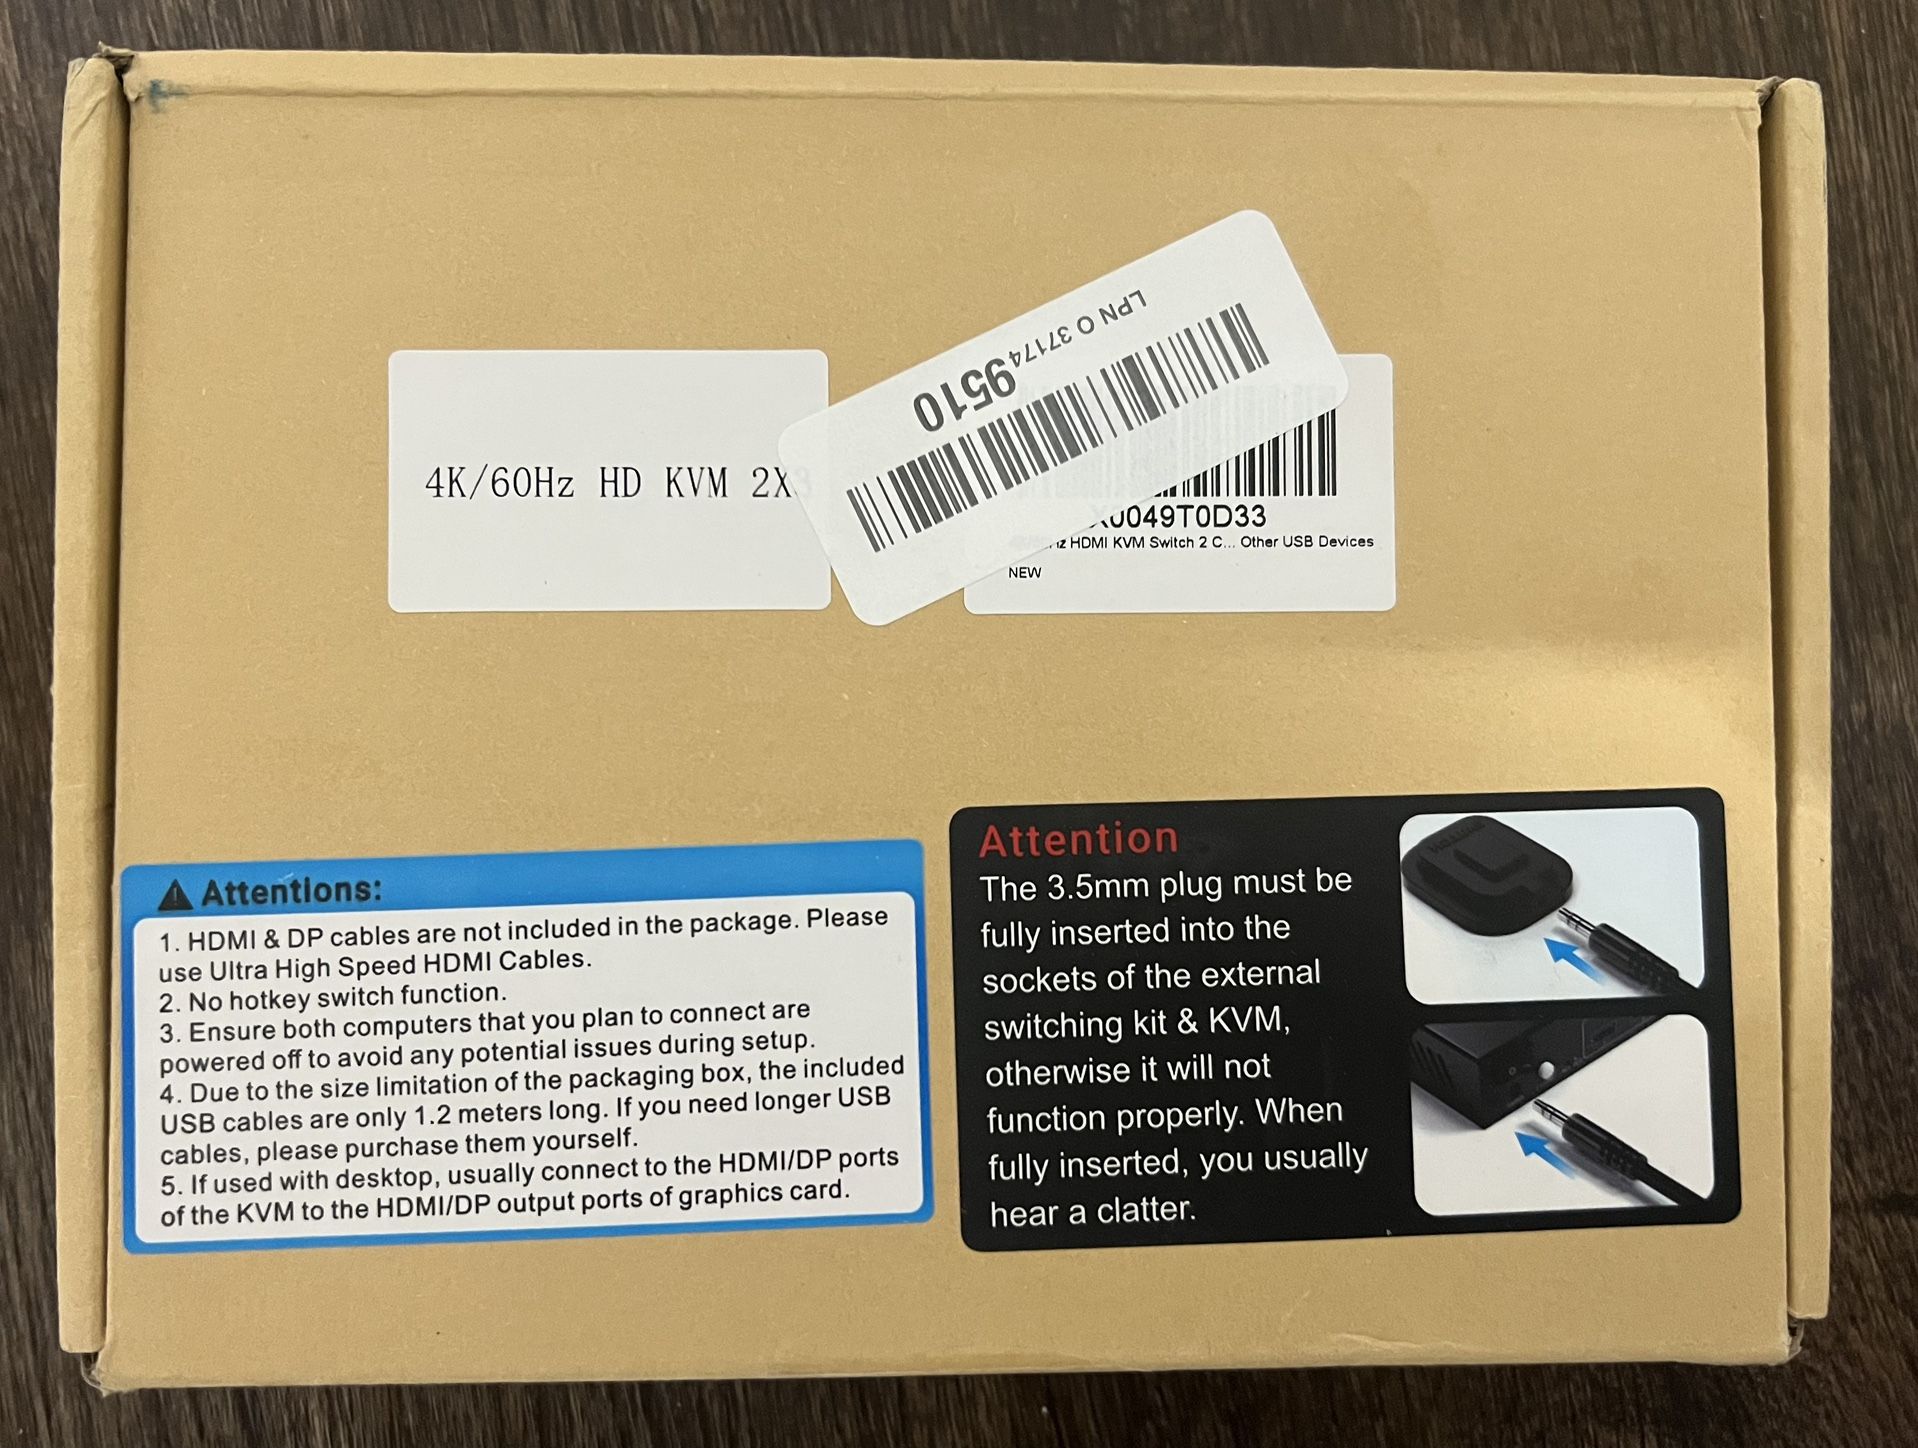 LPN O 37174 9510
4K/60Hz HD KVM 2X
X0049T0D33
HDMI KVM Switch 2 C... Other USB Devices
NEW
Attentions:
1. HDMI & DP cables are not included in the package. Please
use Ultra High Speed HDMI Cables.
2. No hotkey switch function.
3. Ensure both computers that you plan to connect are
powered off to avoid any potential issues during setup.
4. Due to the size limitation of the packaging box, the included
USB cables are only 1.2 meters long. If you need longer USB
cables, please purchase them yourself.
5. If used with desktop, usually connect to the HDMI/DP ports
of the KVM to the HDMI/DP output ports of graphics card.
Attention
The 3.5mm plug must be
fully inserted into the
sockets of the external
switching kit & KVM,
otherwise it will not
function properly. When
fully inserted, you usually
hear a clatter.